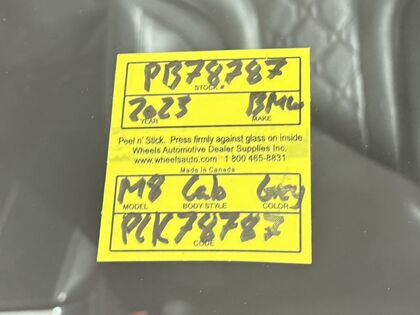 PB78787
STOCK #
2023 BMW
YEAR MAKE
Peel n' Stick. Press firmly against glass on inside
Wheels Automotive Dealer Supplies Inc.
www.wheelsauto.com 1 800 465-8831
Made In Canada
M8 Cab Grey
MODEL BODY STYLE COLOR
PCK78787
CODE